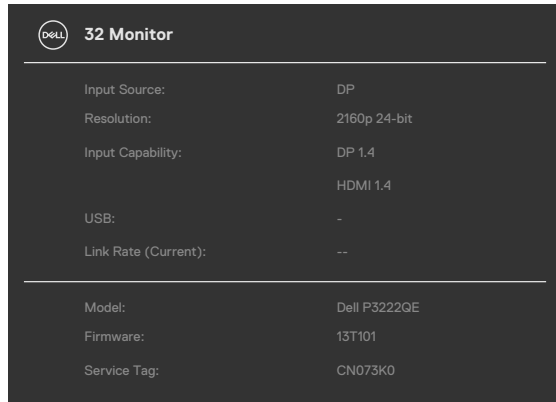 DELL 32 Monitor
Input Source: DP
Resolution: 2160p 24-bit
Input Capability: DP 1.4
HDMI 1.4
USB: -
Link Rate (Current): --
Model: Dell P3222QE
Firmware: 13T101
Service Tag: CN073K0